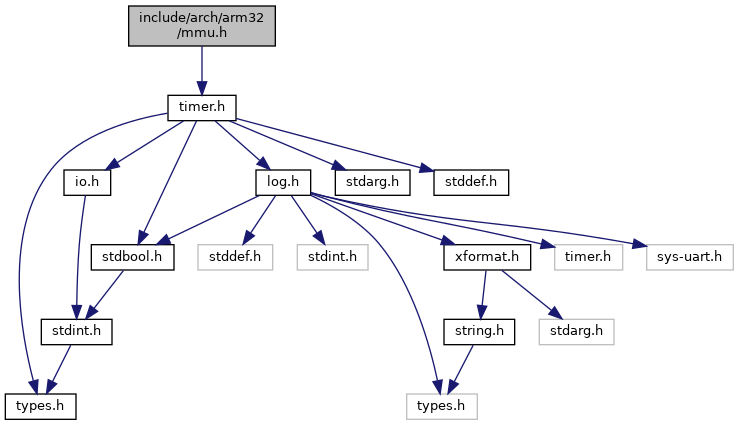 include/arch/arm32
/mmu.h
timer.h
io.h
log.h
stdarg.h
stddef.h
stdbool.h
stddef.h
stdint.h
xformat.h
timer.h
sys-uart.h
stdint.h
string.h
stdarg.h
types.h
types.h